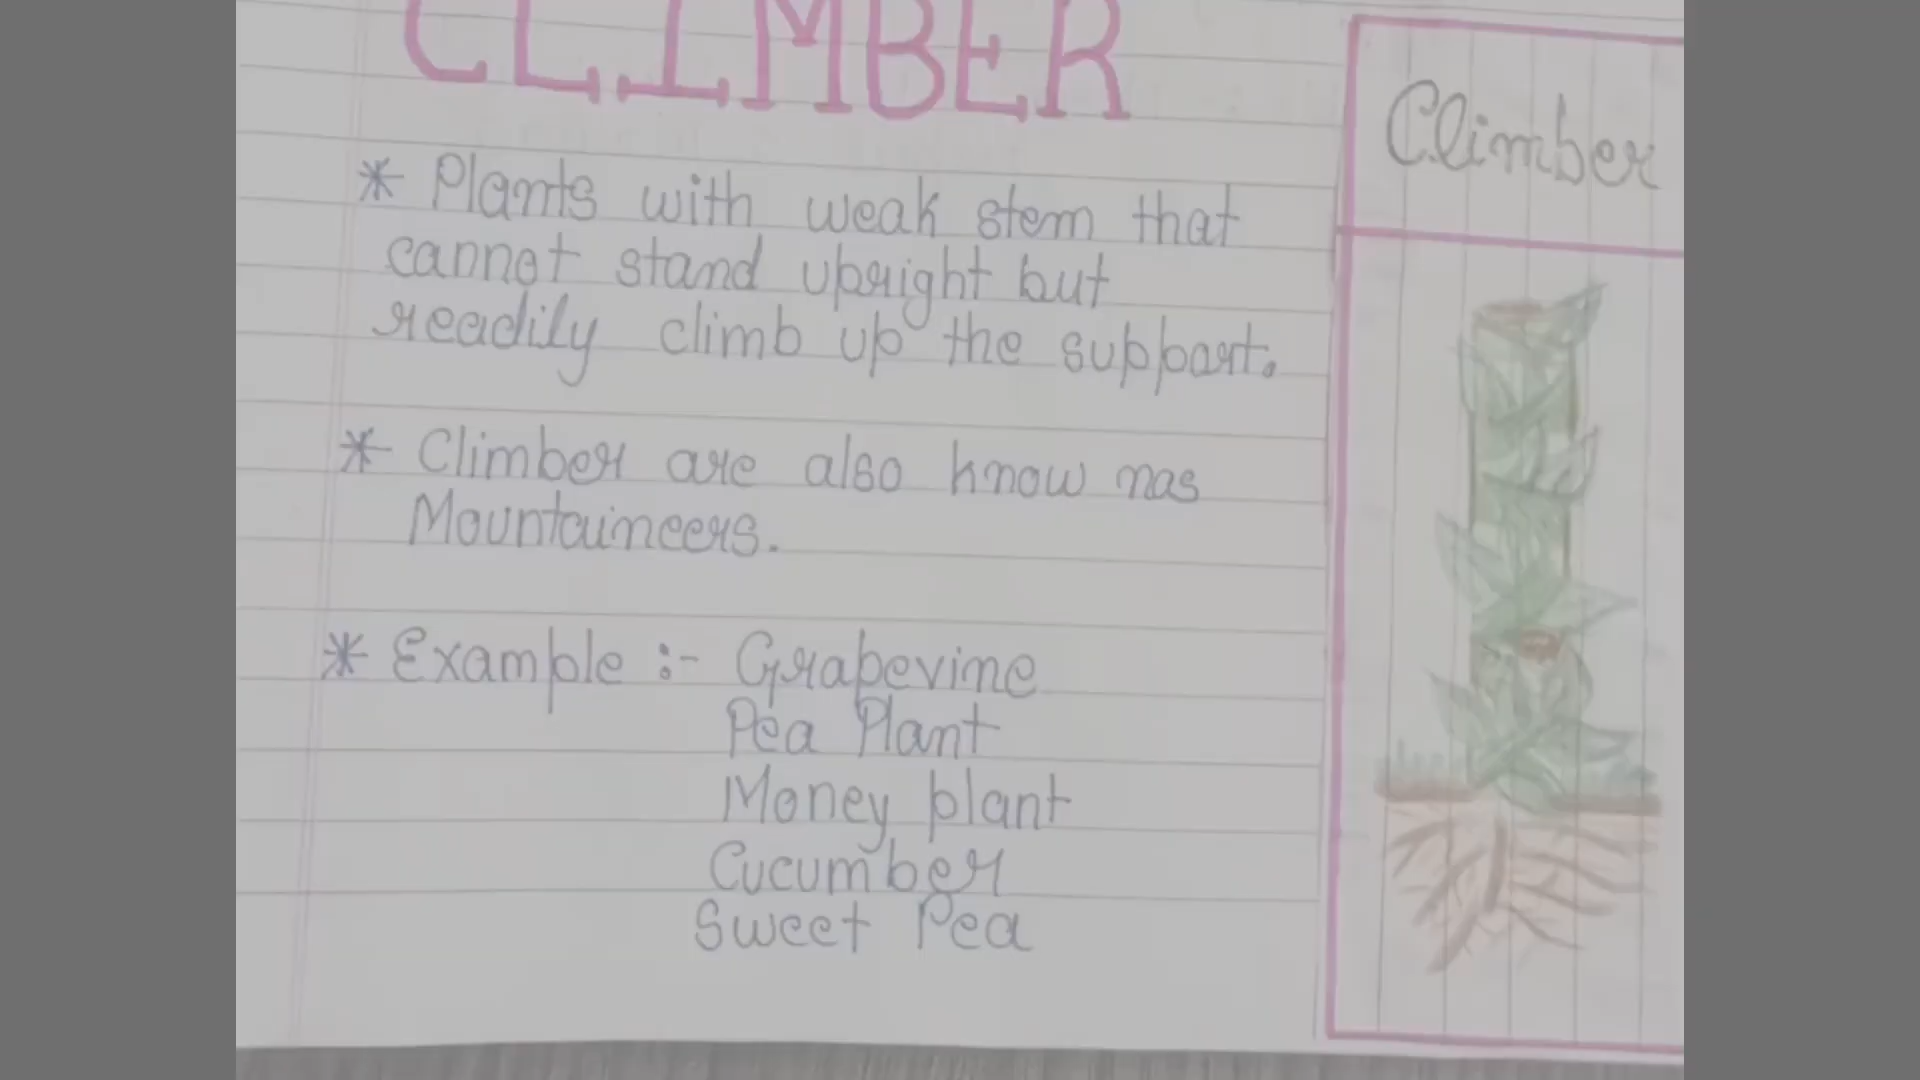 CLIMBER
* Plants with weak stem that
cannot stand upright but
readily climb up the support.
* Climber are also know nas
Mountaineers.
* Example :- Grapevine
Pea Plant
Money plant
Cucumber
Sweet Pea
Climber